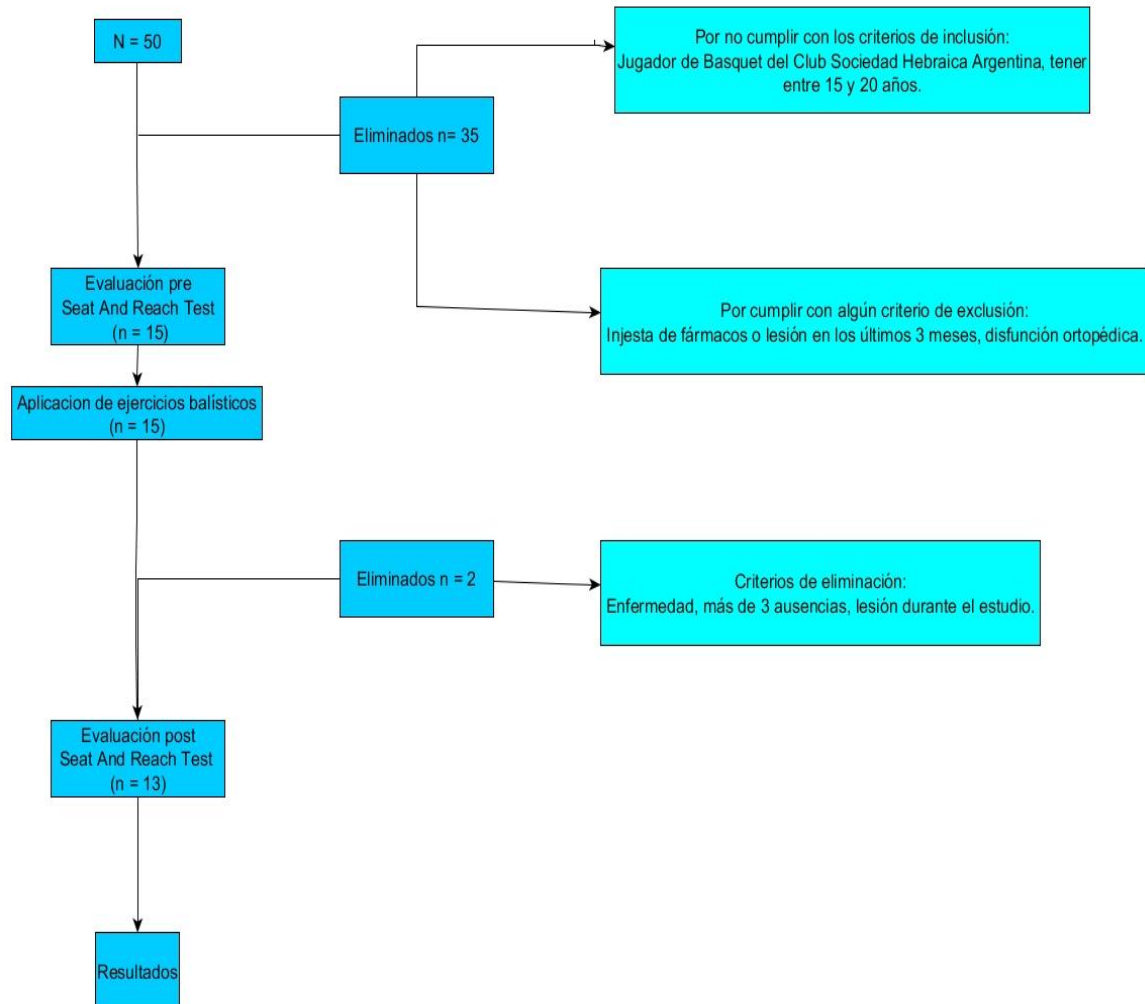 N = 50
Por no cumplir con los criterios de inclusión:
Jugador de Basquet del Club Sociedad Hebraica Argentina, tener
entre 15 y 20 años.
Eliminados n= 35
Evaluación pre
Seat And Reach Test
(n = 15)
Por cumplir con algún criterio de exclusión:
Injesta de fármacos o lesión en los últimos 3 meses, disfunción ortopédica.
Aplicacion de ejercicios balísticos
(n = 15)
Eliminados n = 2
Criterios de eliminación:
Enfermedad, más de 3 ausencias, lesión durante el estudio.
Evaluación post
Seat And Reach Test
(n = 13)
Resultados